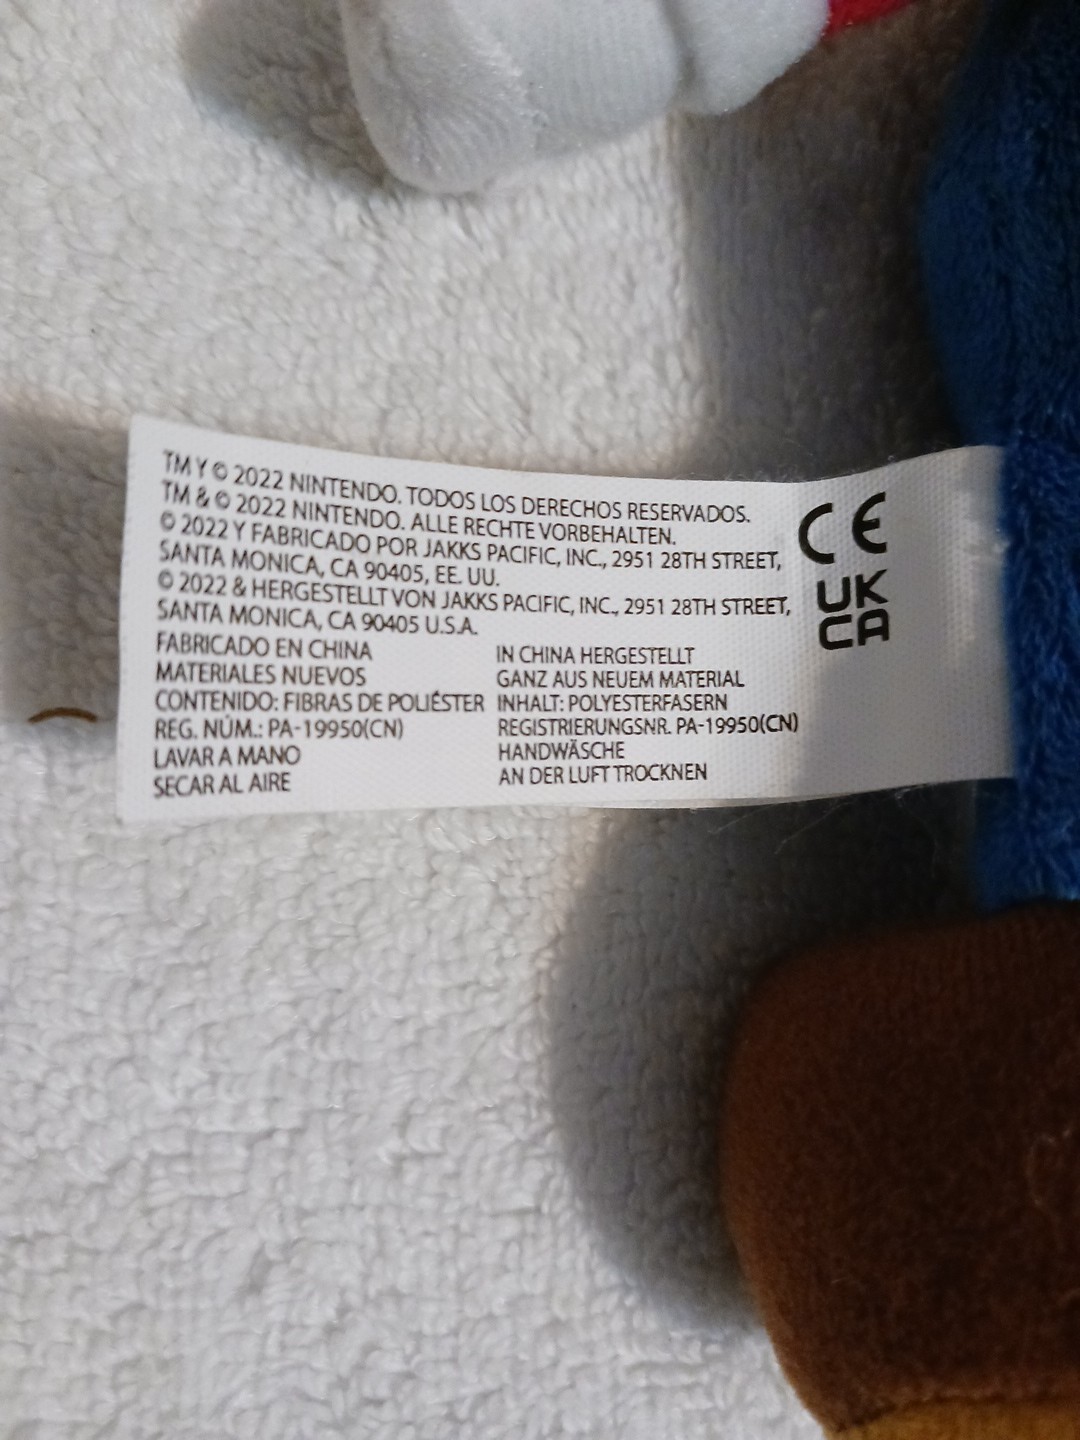 TM Y © 2022 NINTENDO. TODOS LOS DERECHOS RESERVADOS.
TM & © 2022 NINTENDO. ALLE RECHTE VORBEHALTEN.
© 2022 Y FABRICADO POR JAKKS PACIFIC, INC., 2951 28TH STREET,
SANTA MONICA, CA 90405, EE. UU.
© 2022 & HERGESTELLT VON JAKKS PACIFIC, INC., 2951 28TH STREET,
SANTA MONICA, CA 90405 U.S.A.
FABRICADO EN CHINA
MATERIALES NUEVOS
CONTENIDO: FIBRAS DE POLIÉSTER
REG. NÚM.: PA-19950(CN)
LAVAR A MANO
SECAR AL AIRE
IN CHINA HERGESTELLT
GANZ AUS NEUEM MATERIAL
INHALT: POLYESTERFASERN
REGISTRIERUNGSNR. PA-19950(CN)
HANDWÄSCHE
AN DER LUFT TROCKNEN
CE
UK
CA